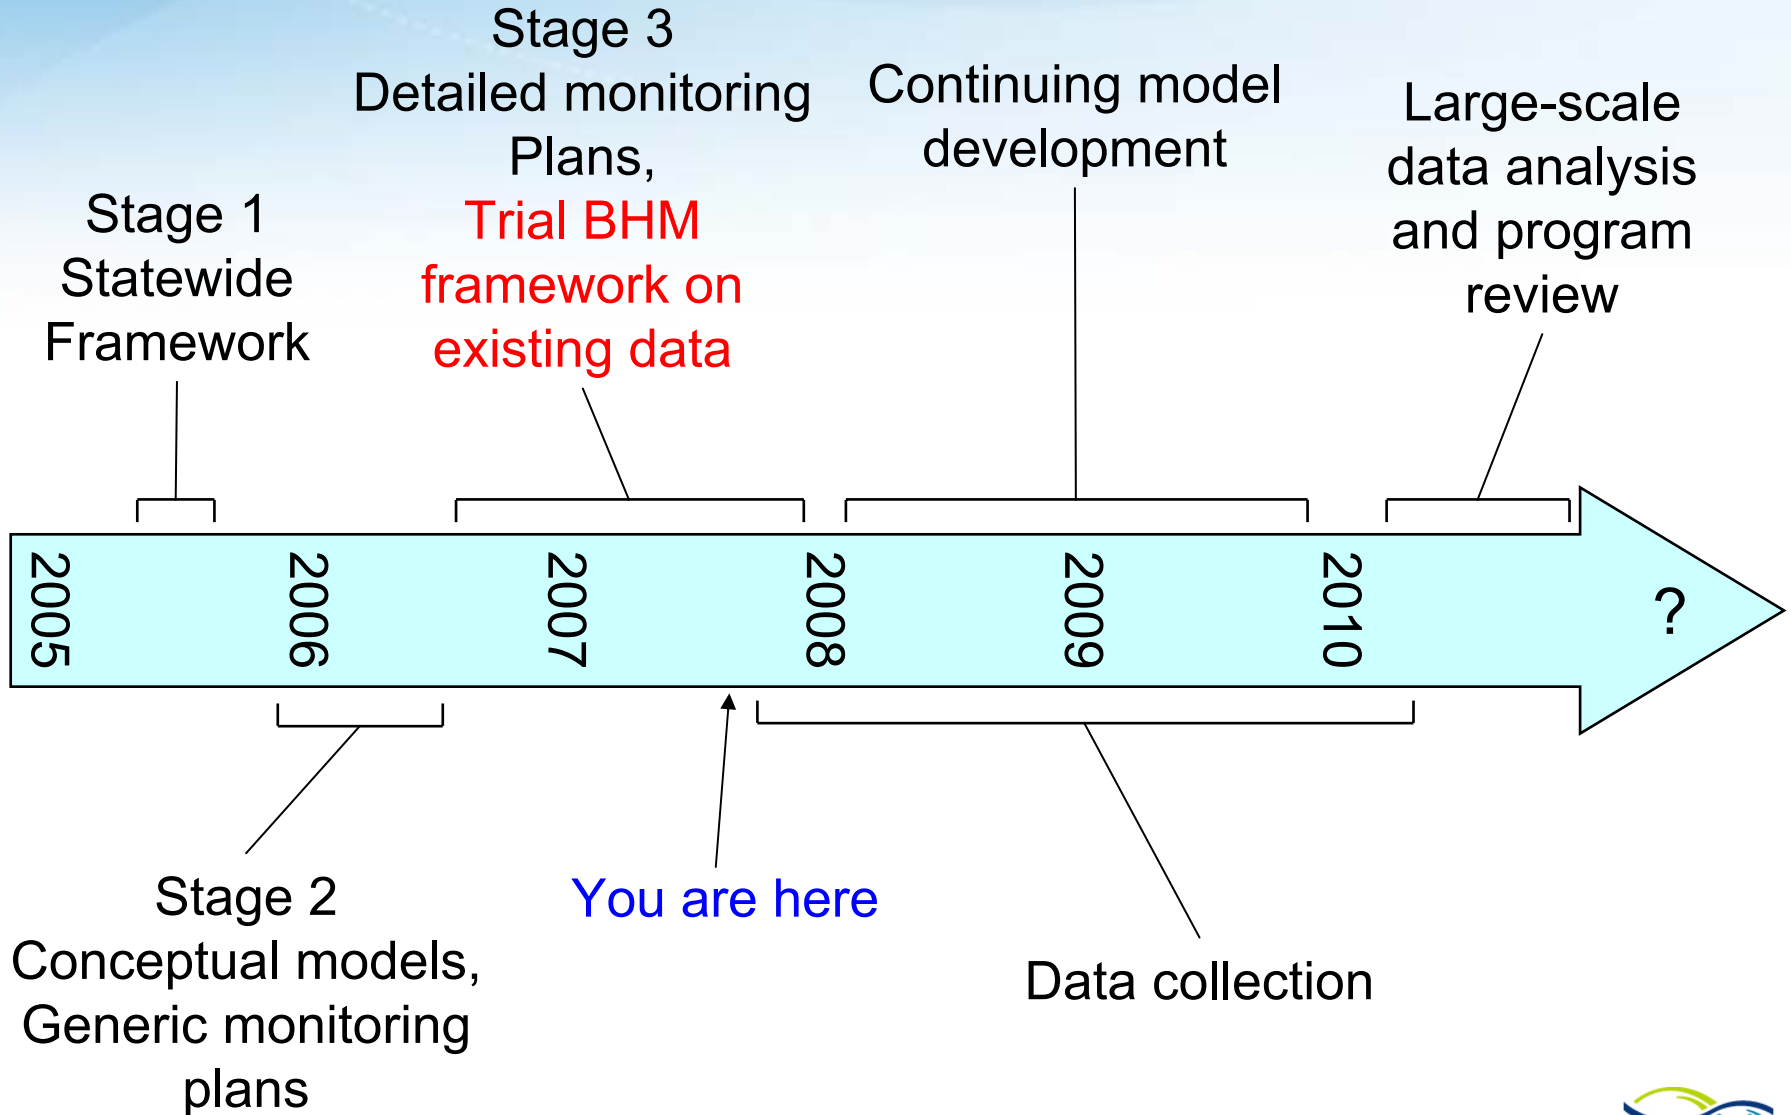 Stage 1
Statewide
Framework
Stage 3
Detailed monitoring
Plans,
Trial BHM
framework on
existing data
Continuing model
development
Large-scale
data analysis
and program
review
2005
2006
2007
2008
2009
2010
?
Stage 2
Conceptual models,
Generic monitoring
plans
You are here
Data collection